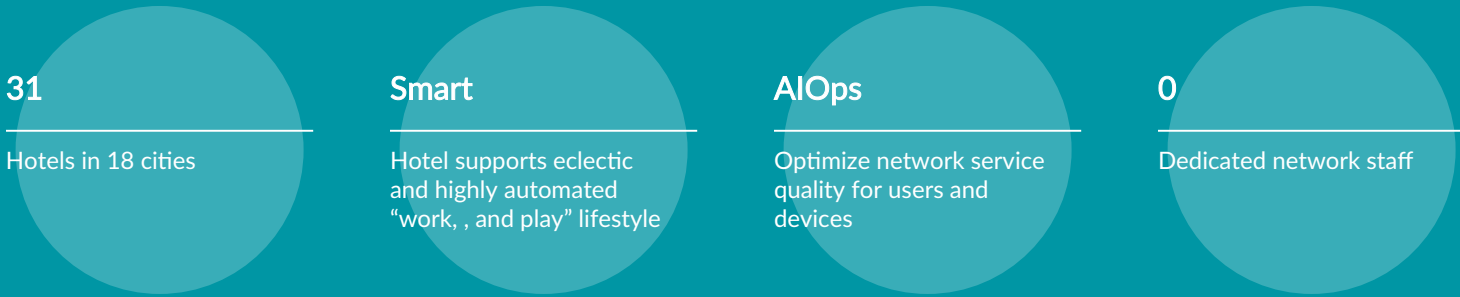 31
Hotels in 18 cities
Smart
Hotel supports eclectic
and highly automated
“work, , and play” lifestyle
AIOps
Optimize network service
quality for users and
devices
0
Dedicated network staff